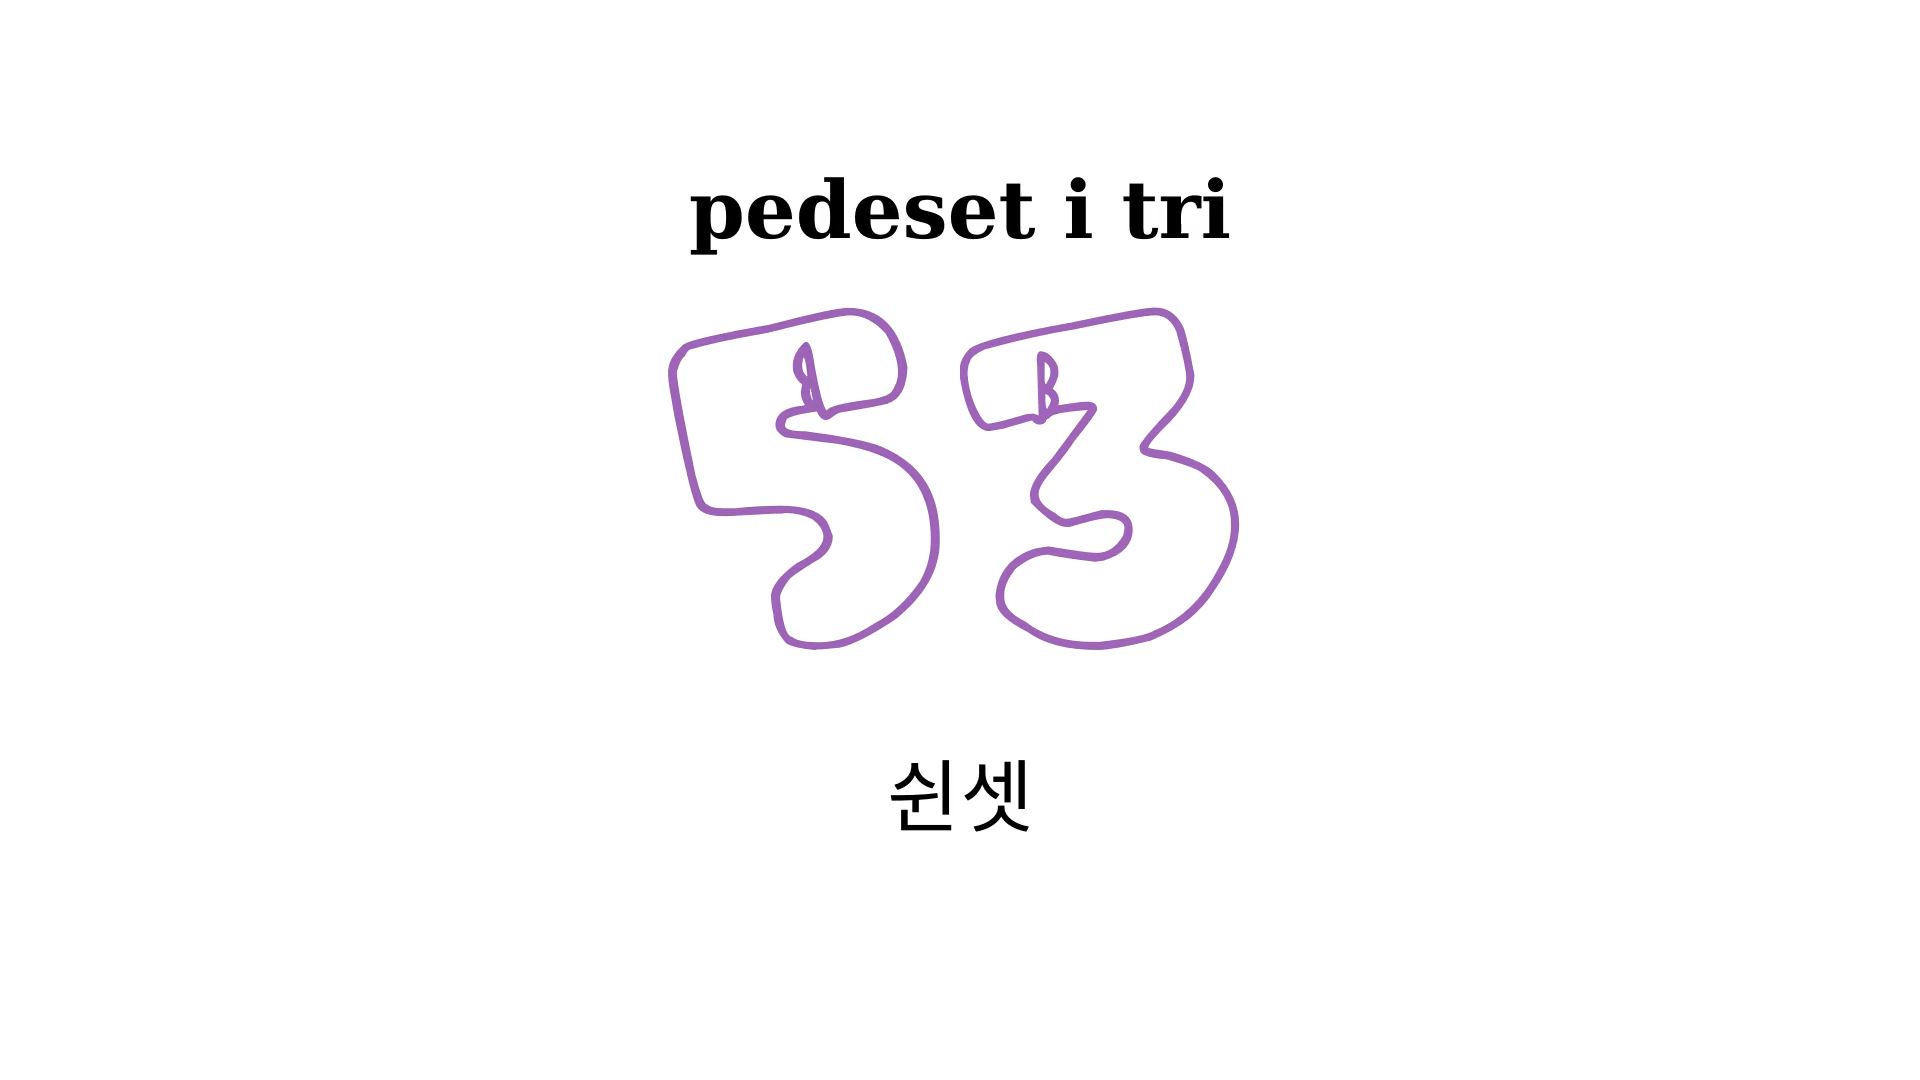 pedeset i tri
53
쉰셋